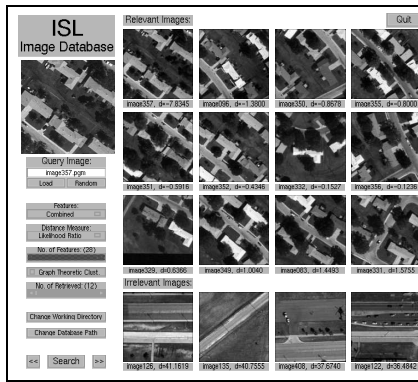 ISL
Image Database
Query Image:
image357.pgm
Load Random
Features:
Combined
Distance Measure:
Likelihood Ratio
No. of Features: (28)
Graph Theoretic Clust.
No. of Retrieved: (12)
Change Working Directory
Change Database Path
<< Search >>
Relevant Images:
Quit
image357, d=-7.8345 image096, d=-1.3800 image350, d=-0.8678 image355, d=-0.8000
image351, d=-0.5916 image352, d=-0.4346 image332, d=-0.1527 image356, d=-0.1236
image329, d=0.6366 image349, d=1.0040 image083, d=1.4493 image331, d=1.5755
Irrelevant Images:
image126, d=41.1619 image135, d=40.7555 image408, d=37.6740 image122, d=36.4842